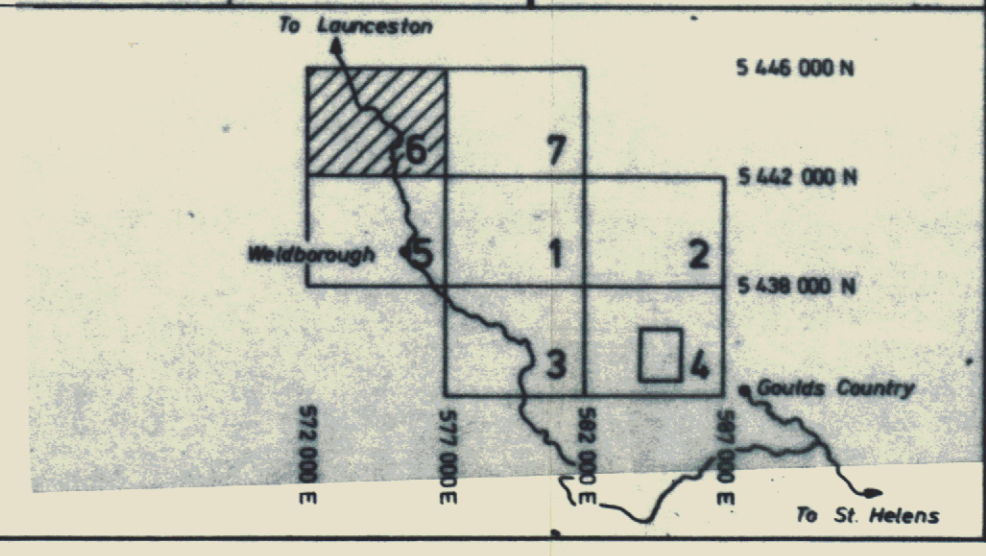 To Launceston
5 446 000 N
6
7
5 442 000 N
Weldborough
5
1
2
5 438 000 N
3
4
Goulds Country
572 000 E
577 000 E
582 000 E
587 000 E
To St. Helens